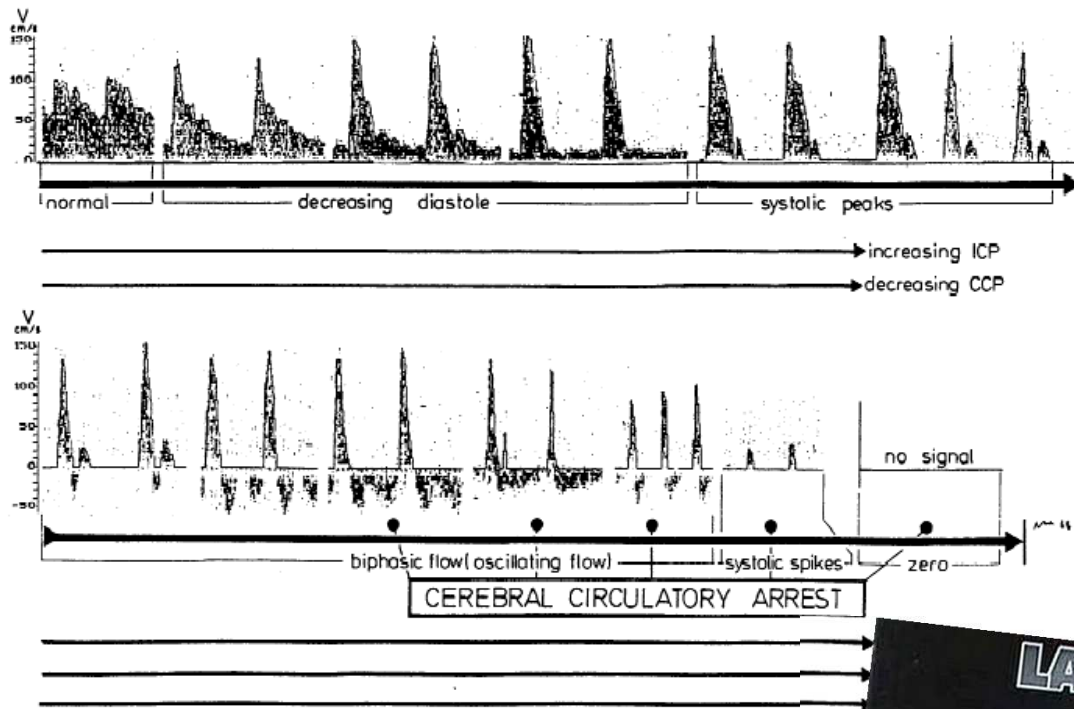 V
cm/s
150
100
50
0
normal
decreasing diastole
systolic peaks
increasing ICP
decreasing CCP
V
cm/s
150
100
50
0
-50
no signal
biphasic flow (oscillating flow)
systolic spikes
zero
CEREBRAL CIRCULATORY ARREST